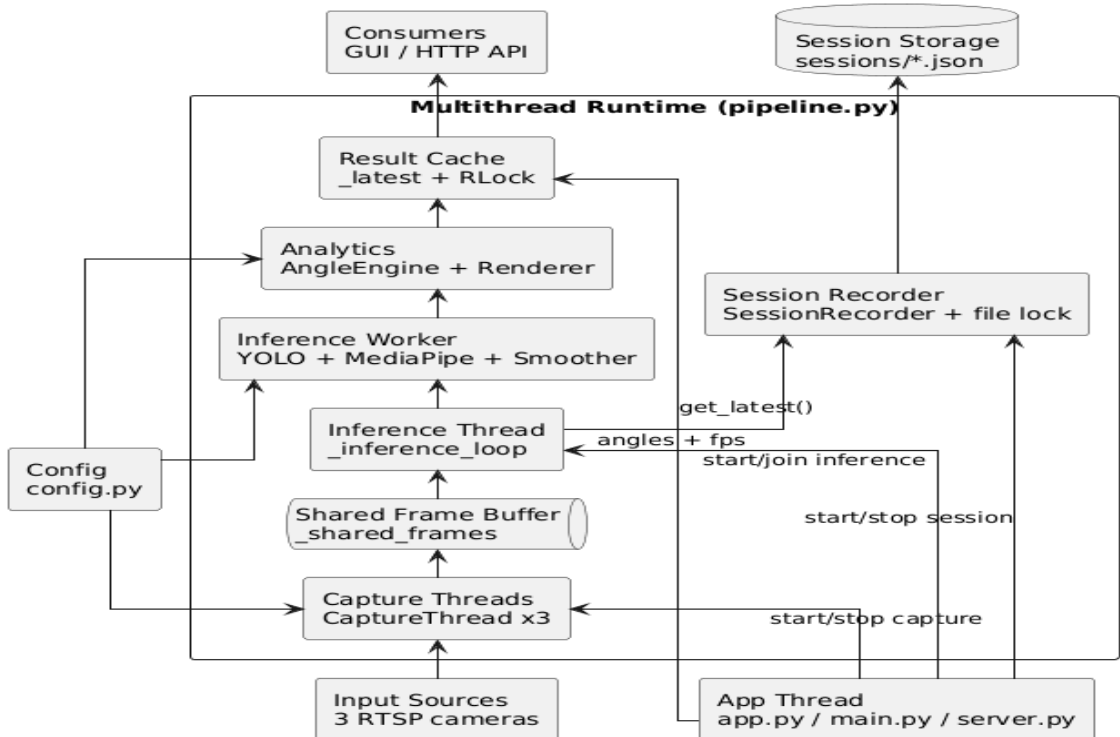 Consumers
GUI / HTTP API
Session Storage
sessions/*.json
Multithread Runtime (pipeline.py)
Result Cache
_latest + RLock
Analytics
AngleEngine + Renderer
Session Recorder
SessionRecorder + file lock
Inference Worker
YOLO + MediaPipe + Smoother
get_latest()
Inference Thread
_inference_loop
angles + fps
start/join inference
Config
config.py
Shared Frame Buffer
_shared_frames
start/stop session
Capture Threads
CaptureThread x3
start/stop capture
Input Sources
3 RTSP cameras
App Thread
app.py / main.py / server.py